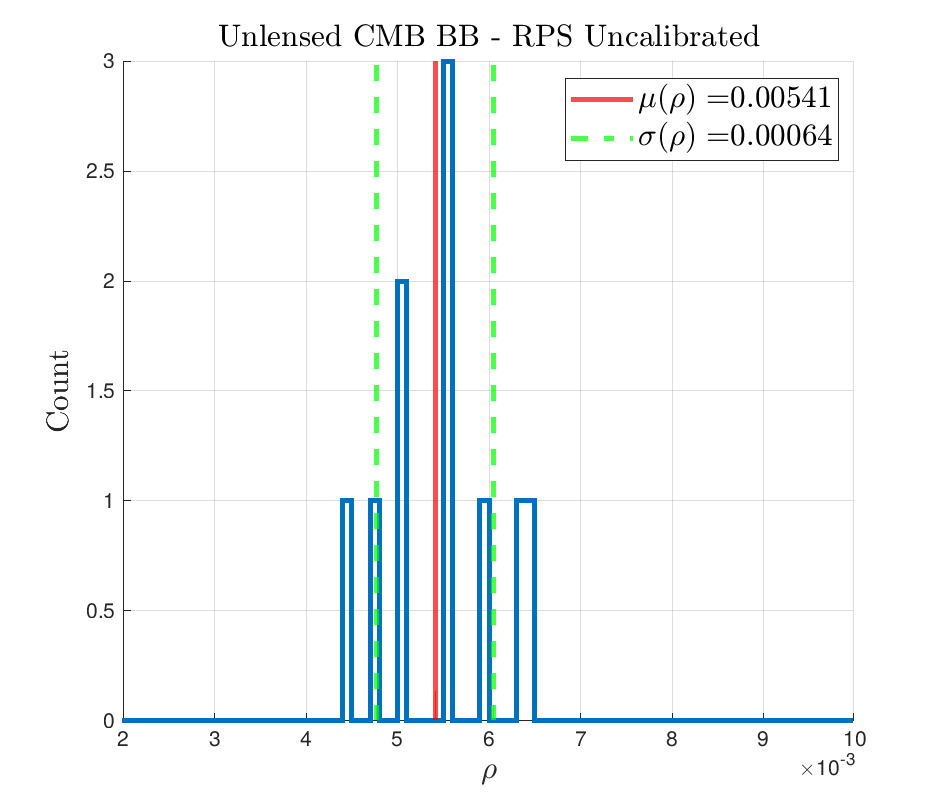 Unlensed CMB BB - RPS Uncalibrated
3
2.5
2
1.5
1
0.5
0
Count
μ(ρ) =0.00541
σ(ρ) =0.00064
2 3 4 5 6 7 8 9 10
×10⁻³
ρ